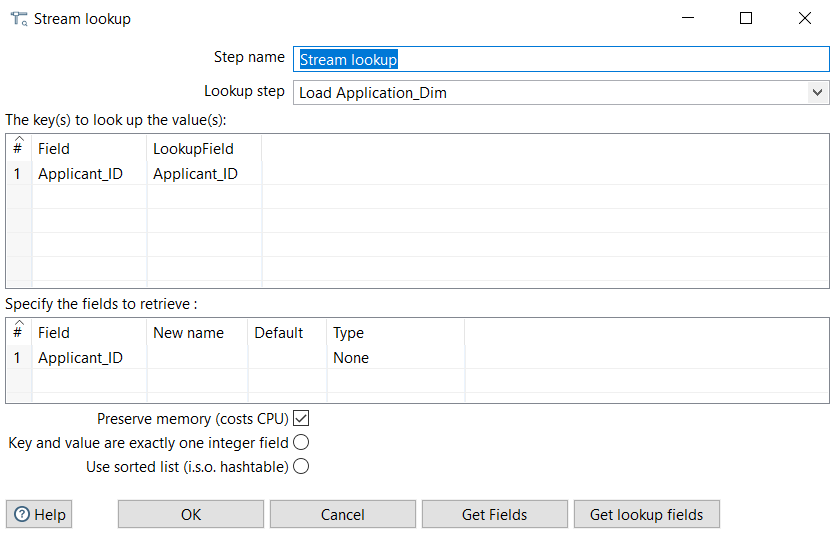 Stream lookup
Step name Stream lookup
Lookup step Load Application_Dim
The key(s) to look up the value(s):
# Field LookupField
1 Applicant_ID Applicant_ID
Specify the fields to retrieve :
# Field New name Default Type
1 Applicant_ID None
Preserve memory (costs CPU)
Key and value are exactly one integer field
Use sorted list (i.s.o. hashtable)
Help OK Cancel Get Fields Get lookup fields